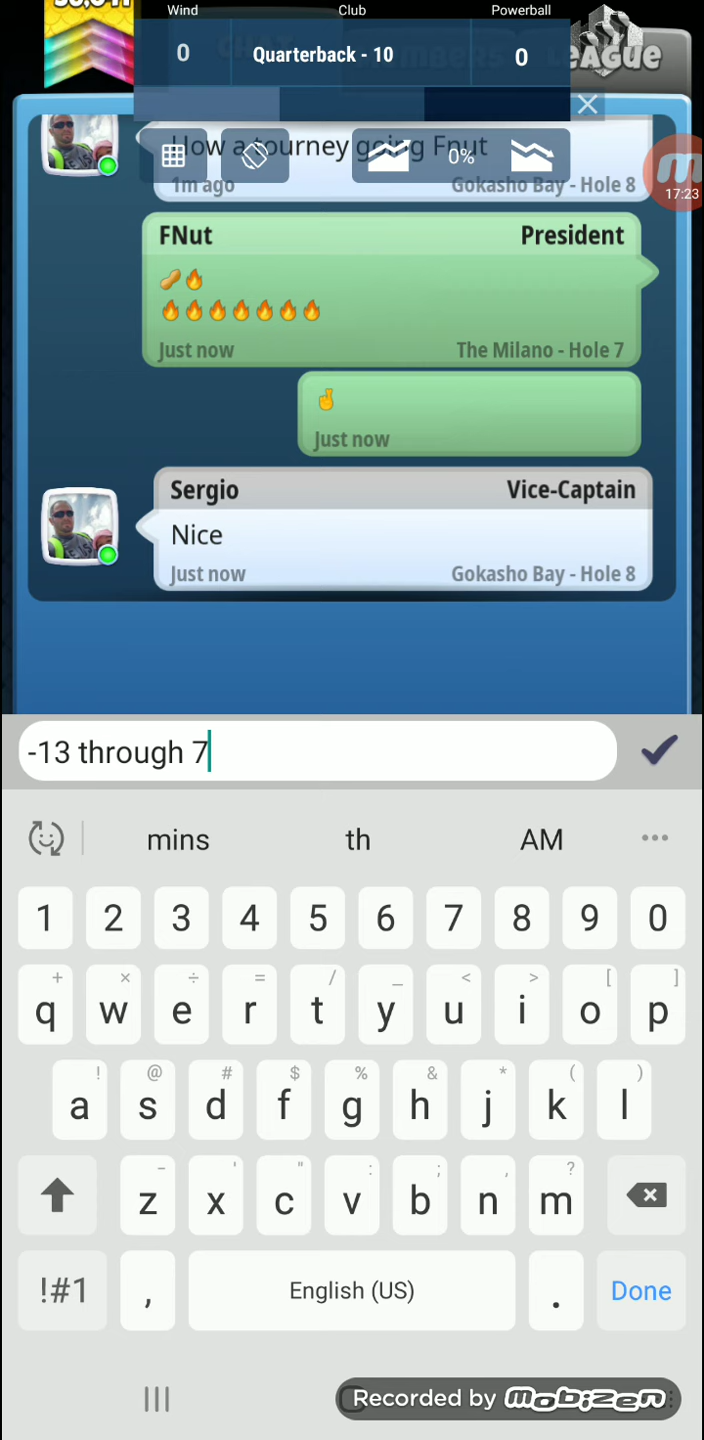 Wind Club Powerball
0 Quarterback - 10 0
LEAGUE
How a tourney going Fnut
0%
1m ago Gokasho Bay - Hole 8
17:23
FNut President
🥜🔥
🔥🔥🔥🔥🔥🔥🔥
Just now The Milano - Hole 7
🤞
Just now
Sergio Vice-Captain
Nice
Just now Gokasho Bay - Hole 8
-13 through 7
mins th AM
1 2 3 4 5 6 7 8 9 0
+ × ÷ = / _ < > [ ]
q w e r t y u i o p
! @ # $ % & * ( )
a s d f g h j k l
- ' " : ; , ?
z x c v b n m
!#1 , English (US) . Done
Recorded by mobizen